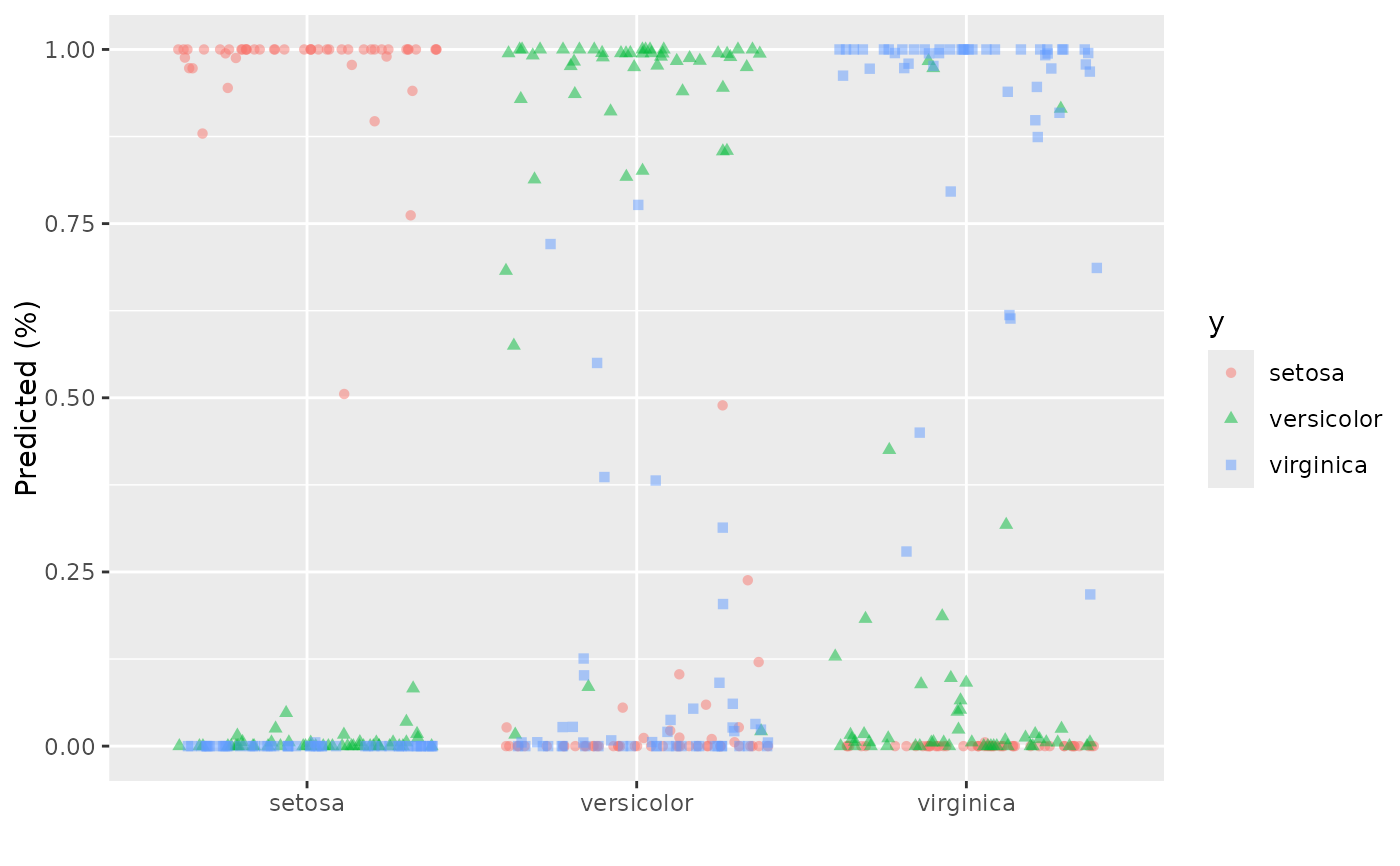 1.00
0.75
0.50
0.25
0.00
Predicted (%)
setosa
versicolor
virginica
y
setosa
versicolor
virginica